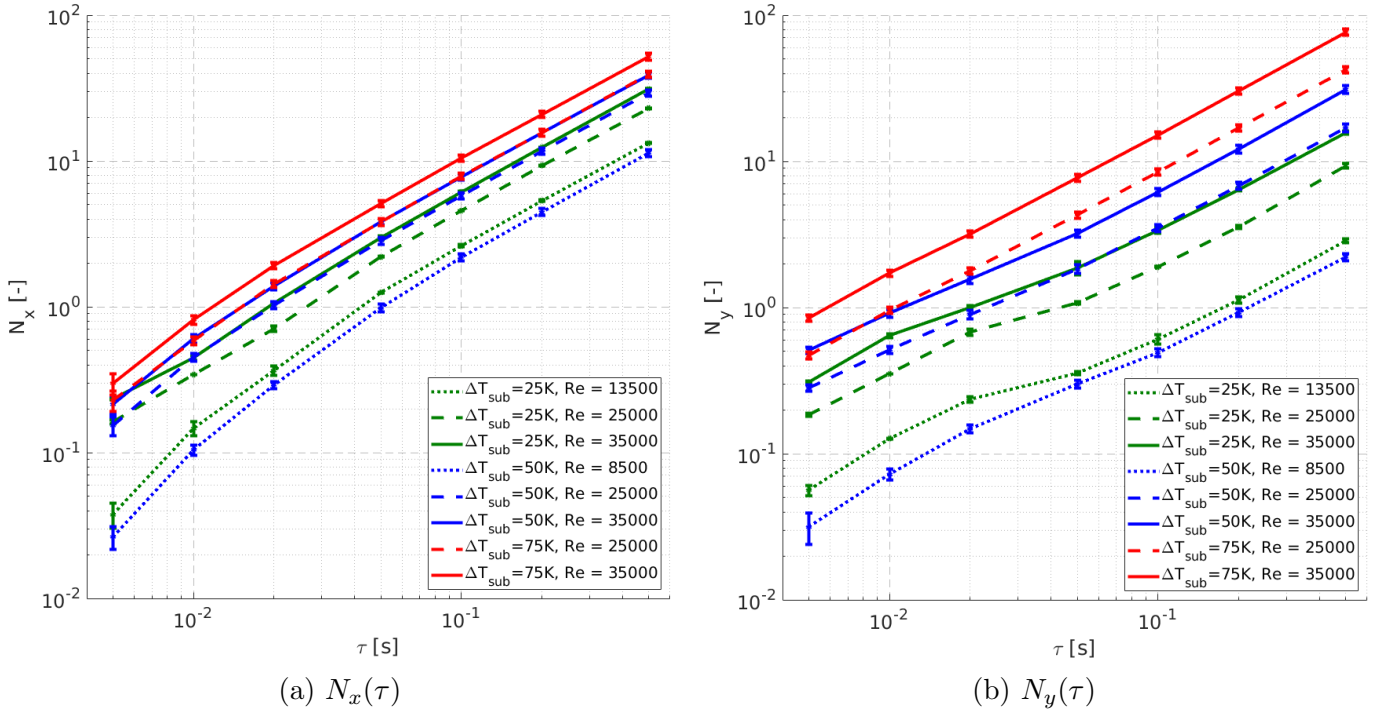 10^2
10^1
10^0
10^-1
10^-2
N_x [-]
10^-2
10^-1
τ [s]
ΔT_sub=25K, Re = 13500
ΔT_sub=25K, Re = 25000
ΔT_sub=25K, Re = 35000
ΔT_sub=50K, Re = 8500
ΔT_sub=50K, Re = 25000
ΔT_sub=50K, Re = 35000
ΔT_sub=75K, Re = 25000
ΔT_sub=75K, Re = 35000
(a) N_x(τ)
10^2
10^1
10^0
10^-1
10^-2
N_y [-]
10^-2
10^-1
τ [s]
ΔT_sub=25K, Re = 13500
ΔT_sub=25K, Re = 25000
ΔT_sub=25K, Re = 35000
ΔT_sub=50K, Re = 8500
ΔT_sub=50K, Re = 25000
ΔT_sub=50K, Re = 35000
ΔT_sub=75K, Re = 25000
ΔT_sub=75K, Re = 35000
(b) N_y(τ)